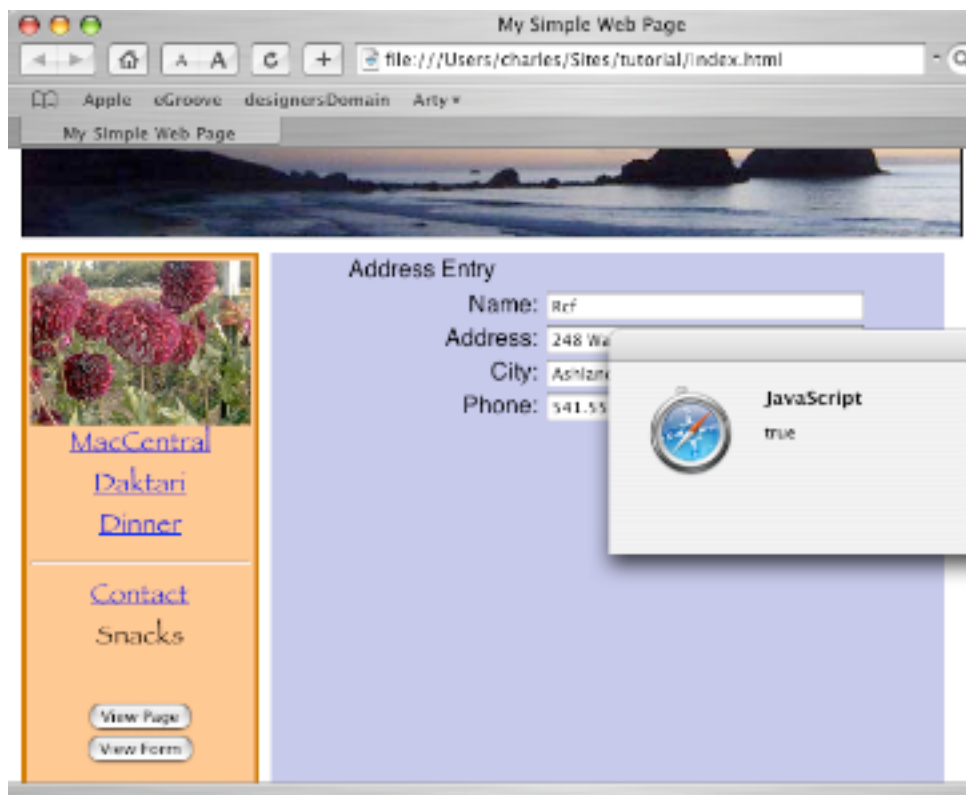 My Simple Web Page
A A C + file:///Users/charles/Sites/tutorial/index.html
Apple eGroove designersDomain Arty
My Simple Web Page
Address Entry
Name: Rcf
Address: 248
City:
Phone: 541.55
JavaScript
true
MacCentral
Daktari
Dinner
Contact
Snacks
View Page
View Form